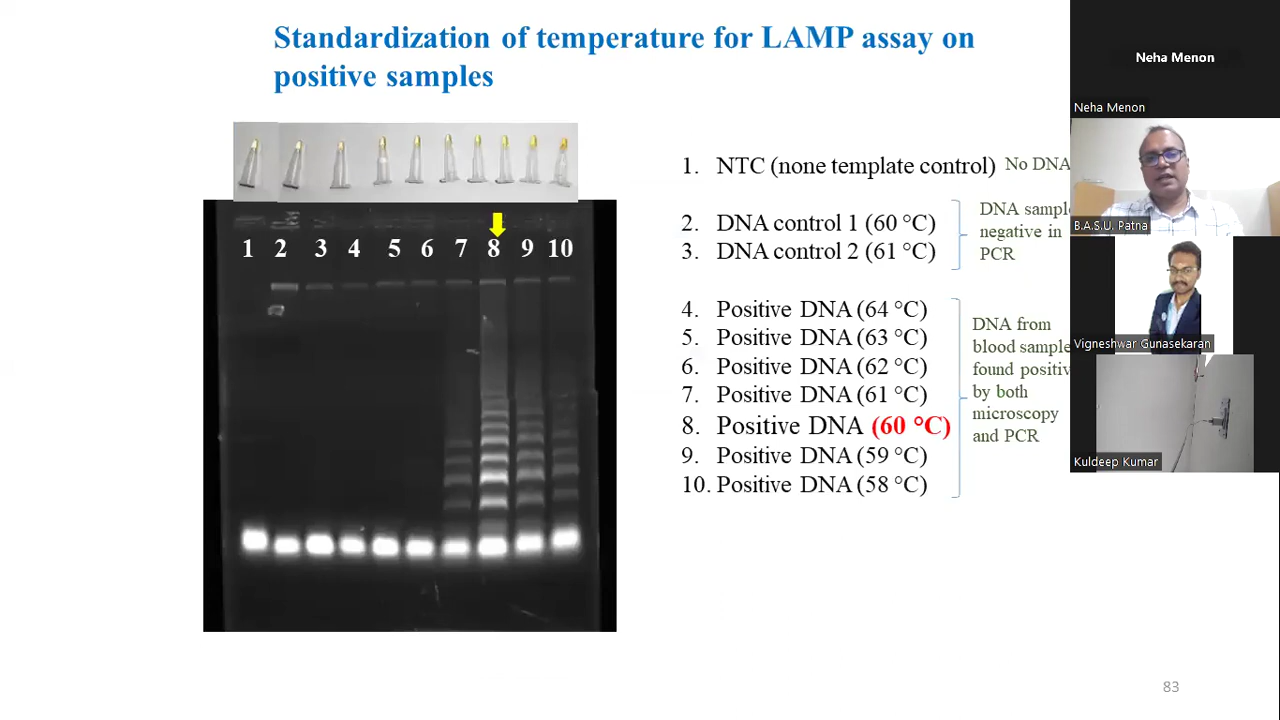 Standardization of temperature for LAMP assay on
positive samples
1 2 3 4 5 6 7 8 9 10
1. NTC (none template control) No DNA
2. DNA control 1 (60 °C)
3. DNA control 2 (61 °C)
DNA sample
negative in
PCR
4. Positive DNA (64 °C)
5. Positive DNA (63 °C)
6. Positive DNA (62 °C)
7. Positive DNA (61 °C)
8. Positive DNA (60 °C)
9. Positive DNA (59 °C)
10. Positive DNA (58 °C)
DNA from
blood sample
found positiv
by both
microscopy
and PCR
83
Neha Menon
Neha Menon
B.A.S.U. Patna
Vigneshwar Gunasekaran
Kuldeep Kumar